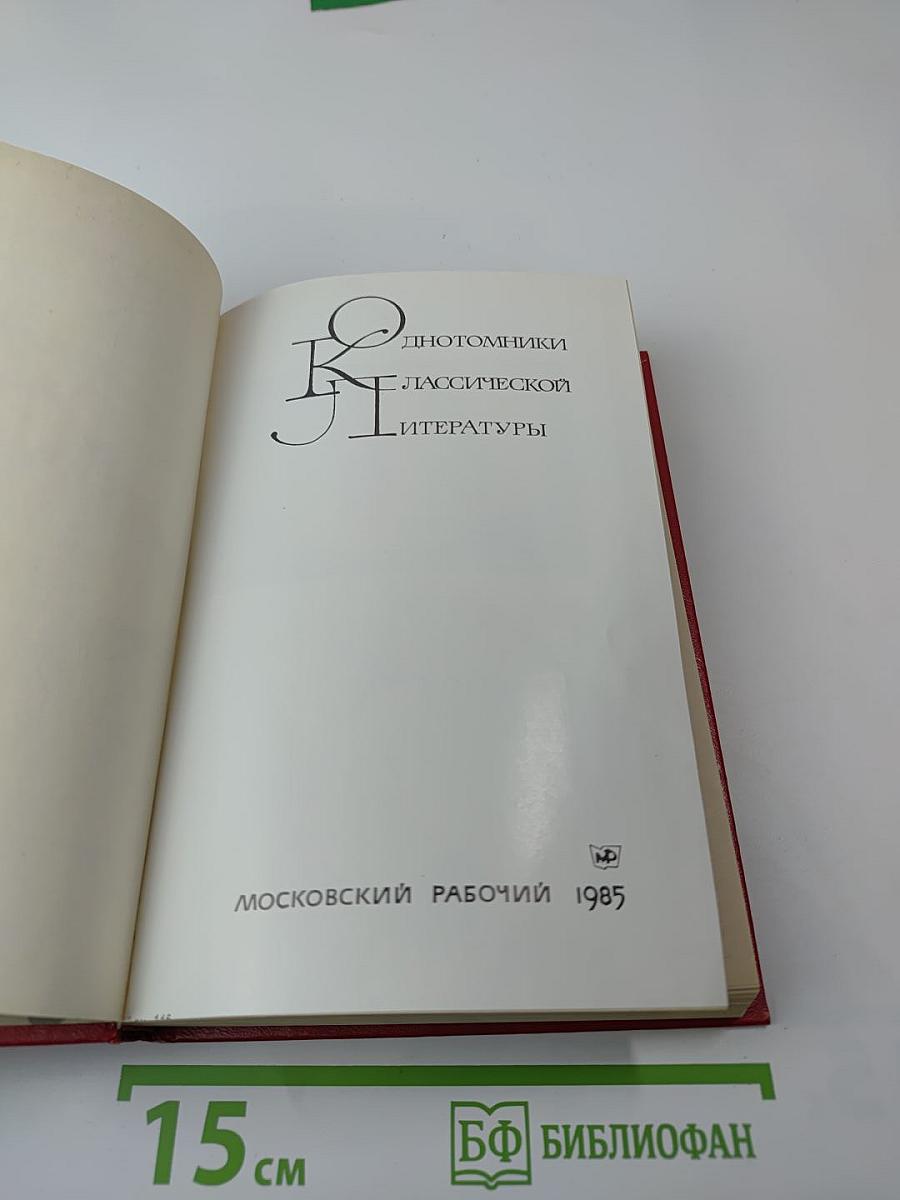 ОДНОТОМНИКИ
КЛАССИЧЕСКОЙ
ЛИТЕРАТУРЫ
МР
МОСКОВСКИЙ РАБОЧИЙ 1985
15 см
БФ БИБЛИОФАН